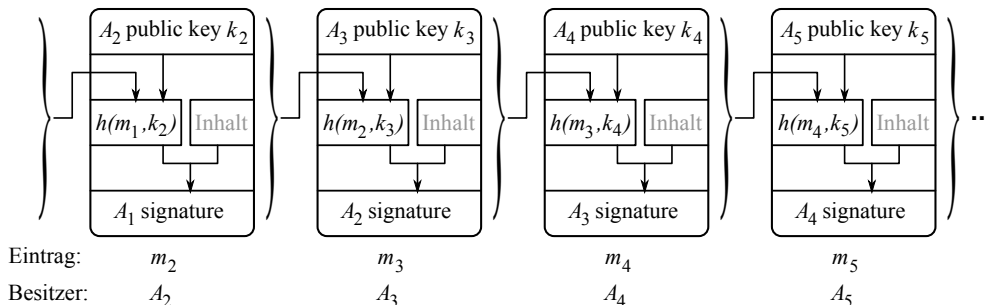 A₂ public key k₂ A₃ public key k₃ A₄ public key k₄ A₅ public key k₅
h(m₁,k₂) Inhalt h(m₂,k₃) Inhalt h(m₃,k₄) Inhalt h(m₄,k₅) Inhalt ..
A₁ signature A₂ signature A₃ signature A₄ signature
Eintrag: m₂ m₃ m₄ m₅
Besitzer: A₂ A₃ A₄ A₅